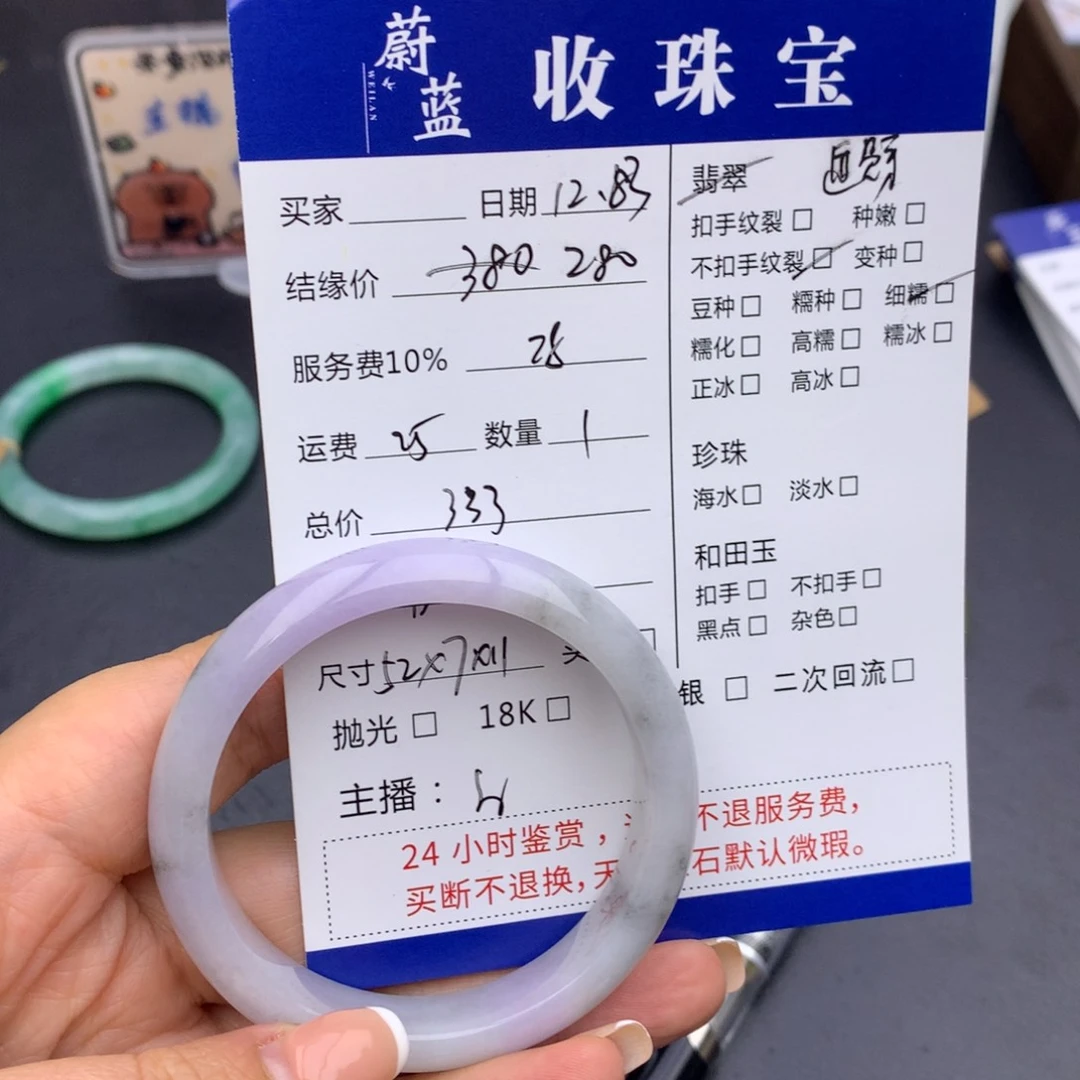 蔚蓝
WEILAN
收珠宝
买家 日期 12.83
结缘价 380 280
服务费10% 28
运费 25 数量 1
总价 333
尺寸 52×7×11
抛光 □ 18K □
主播：
24 小时鉴赏，不退服务费，
买断不退换，天石默认微瑕。
翡翠
扣手纹裂 □ 种嫩 □
不扣手纹裂 □ 变种 □
豆种 □ 糯种 □ 细糯 □
糯化 □ 高糯 □ 糯冰 □
正冰 □ 高冰 □
珍珠
海水 □ 淡水 □
和田玉
扣手 □ 不扣手 □
黑点 □ 杂色 □
银 □ 二次回流 □